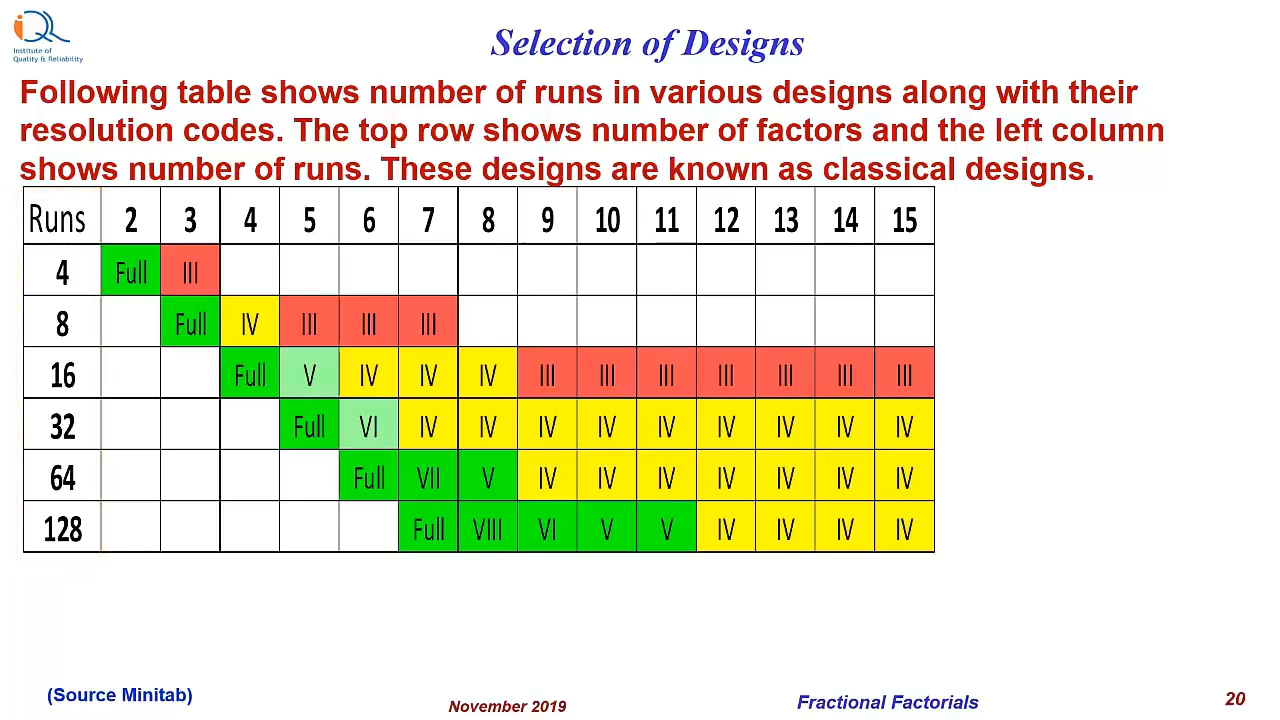 iQR
Institute of
Quality & Reliability
Selection of Designs
Following table shows number of runs in various designs along with their
resolution codes. The top row shows number of factors and the left column
shows number of runs. These designs are known as classical designs.
Runs 2 3 4 5 6 7 8 9 10 11 12 13 14 15
4 Full III
8 Full IV III III III
16 Full V IV IV IV III III III III III III III
32 Full VI IV IV IV IV IV IV IV IV IV
64 Full VII V IV IV IV IV IV IV IV
128 Full VIII VI V V IV IV IV IV
(Source Minitab)
November 2019
Fractional Factorials
20